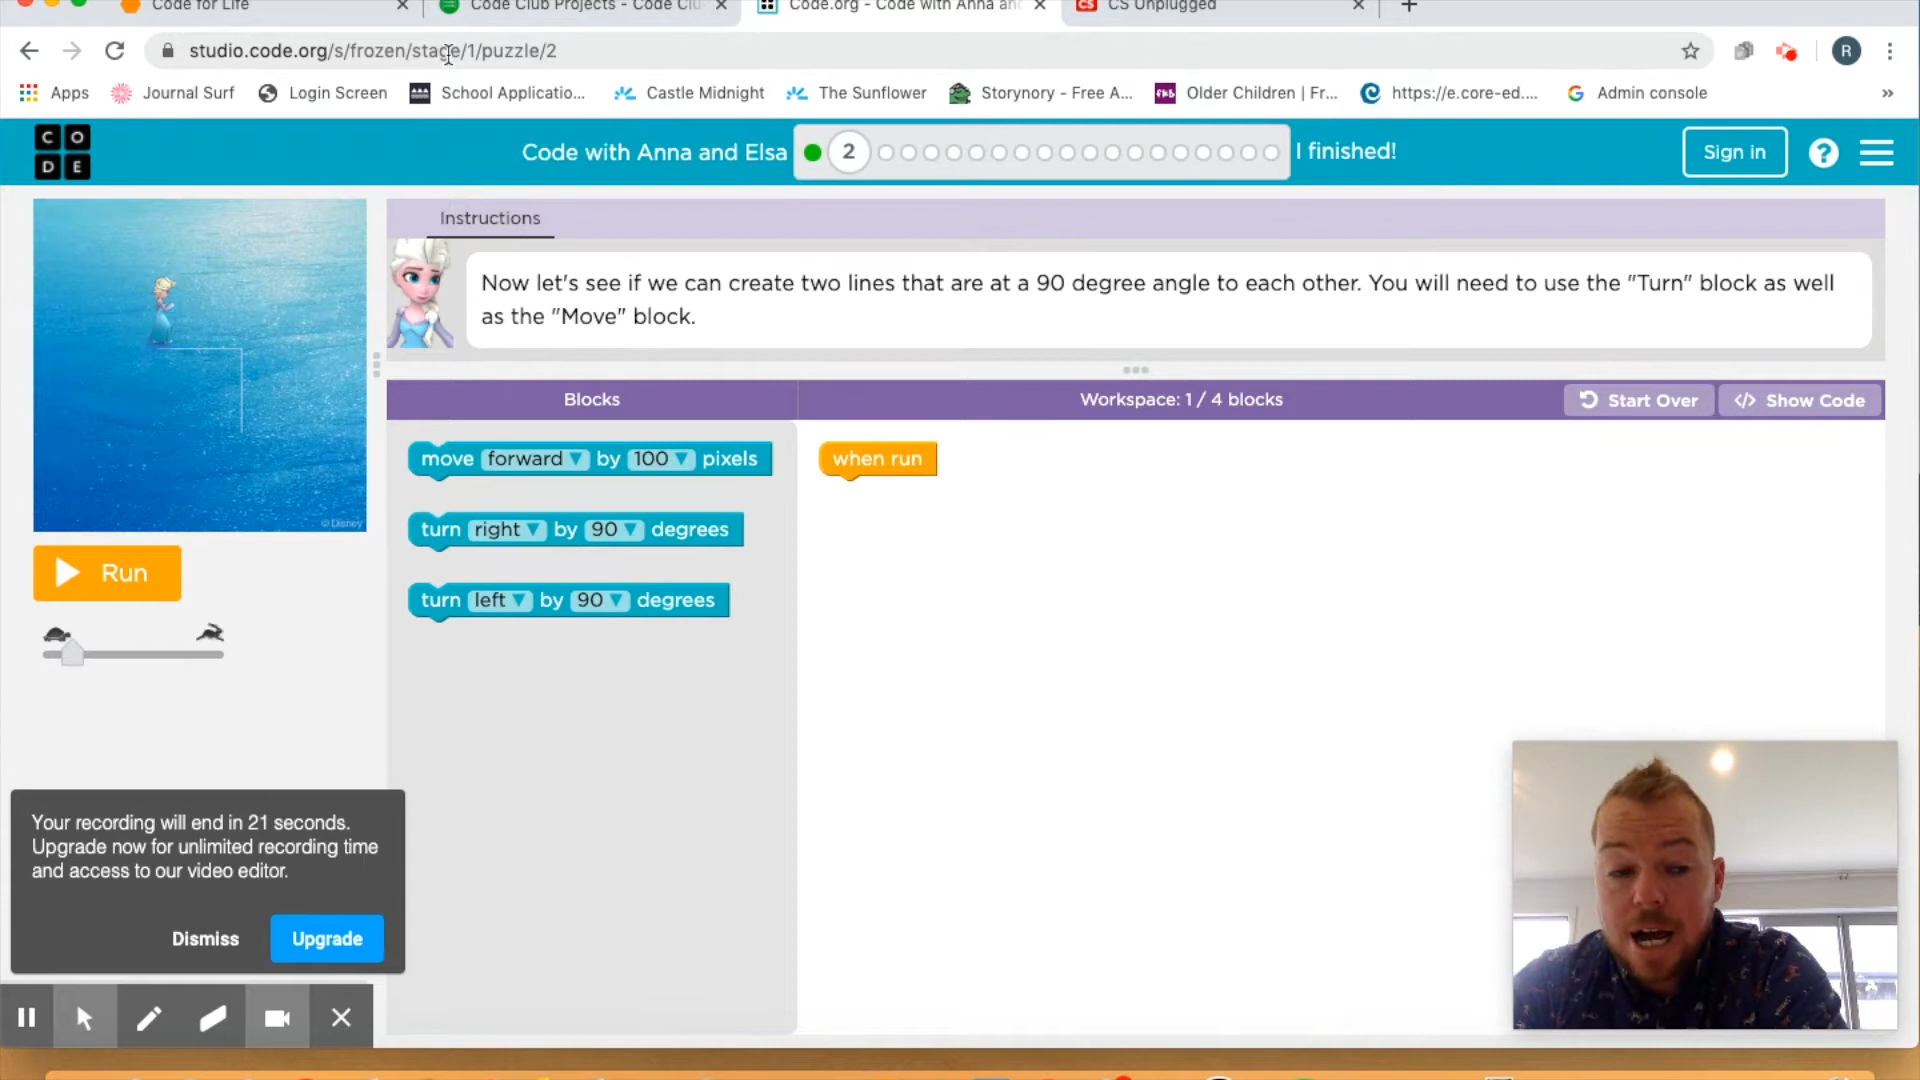 Code for Life
Code Club Projects - Code Clu
Code.org - Code with Anna an
CS CS Unplugged
studio.code.org/s/frozen/stage/1/puzzle/2
R
Apps
Journal Surf
Login Screen
School Applicatio...
Castle Midnight
The Sunflower
Storynory - Free A...
Older Children | Fr...
https://e.core-ed....
Admin console
»
C O
D E
Code with Anna and Elsa
2
I finished!
Sign in
?
Instructions
Now let's see if we can create two lines that are at a 90 degree angle to each other. You will need to use the "Turn" block as well
as the "Move" block.
© Disney
Run
Blocks
Workspace: 1 / 4 blocks
Start Over
</> Show Code
move forward by 100 pixels
turn right by 90 degrees
turn left by 90 degrees
when run
Your recording will end in 21 seconds.
Upgrade now for unlimited recording time
and access to our video editor.
Dismiss
Upgrade